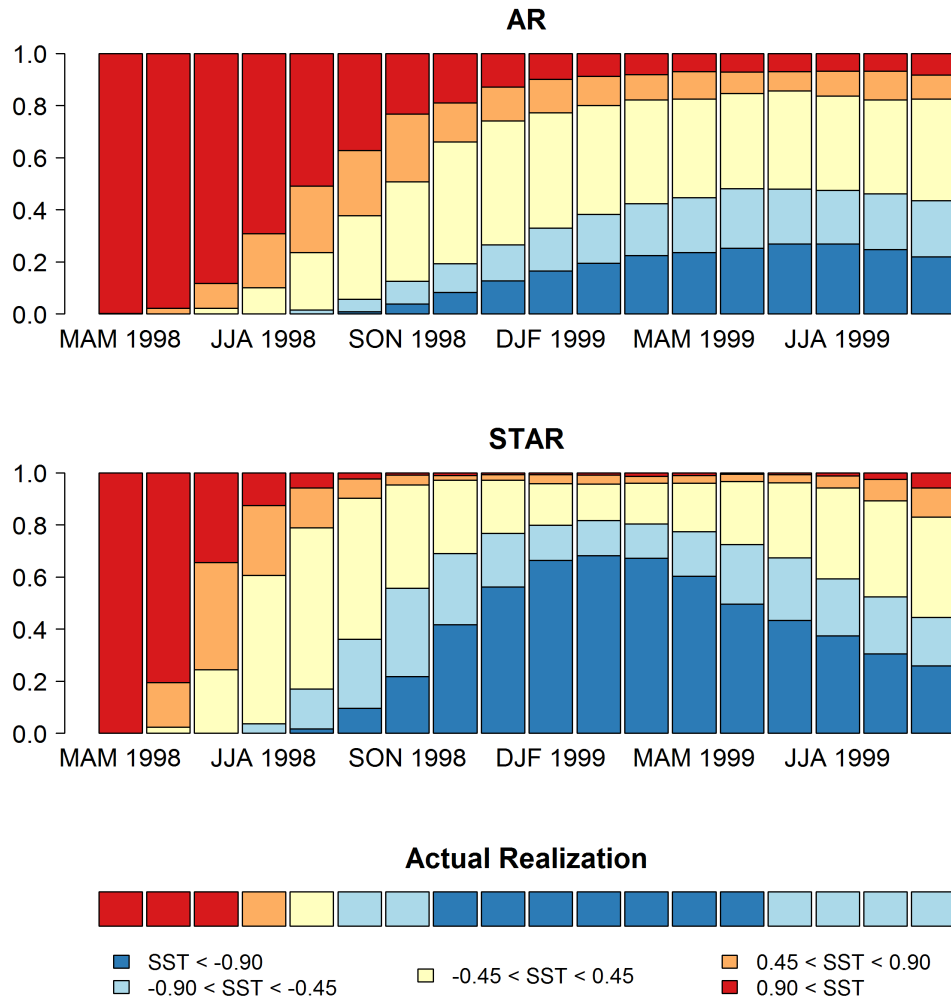 AR
1.0
0.8
0.6
0.4
0.2
0.0
MAM 1998 JJA 1998 SON 1998 DJF 1999 MAM 1999 JJA 1999
STAR
1.0
0.8
0.6
0.4
0.2
0.0
MAM 1998 JJA 1998 SON 1998 DJF 1999 MAM 1999 JJA 1999
Actual Realization
SST < -0.90
-0.90 < SST < -0.45
-0.45 < SST < 0.45
0.45 < SST < 0.90
0.90 < SST